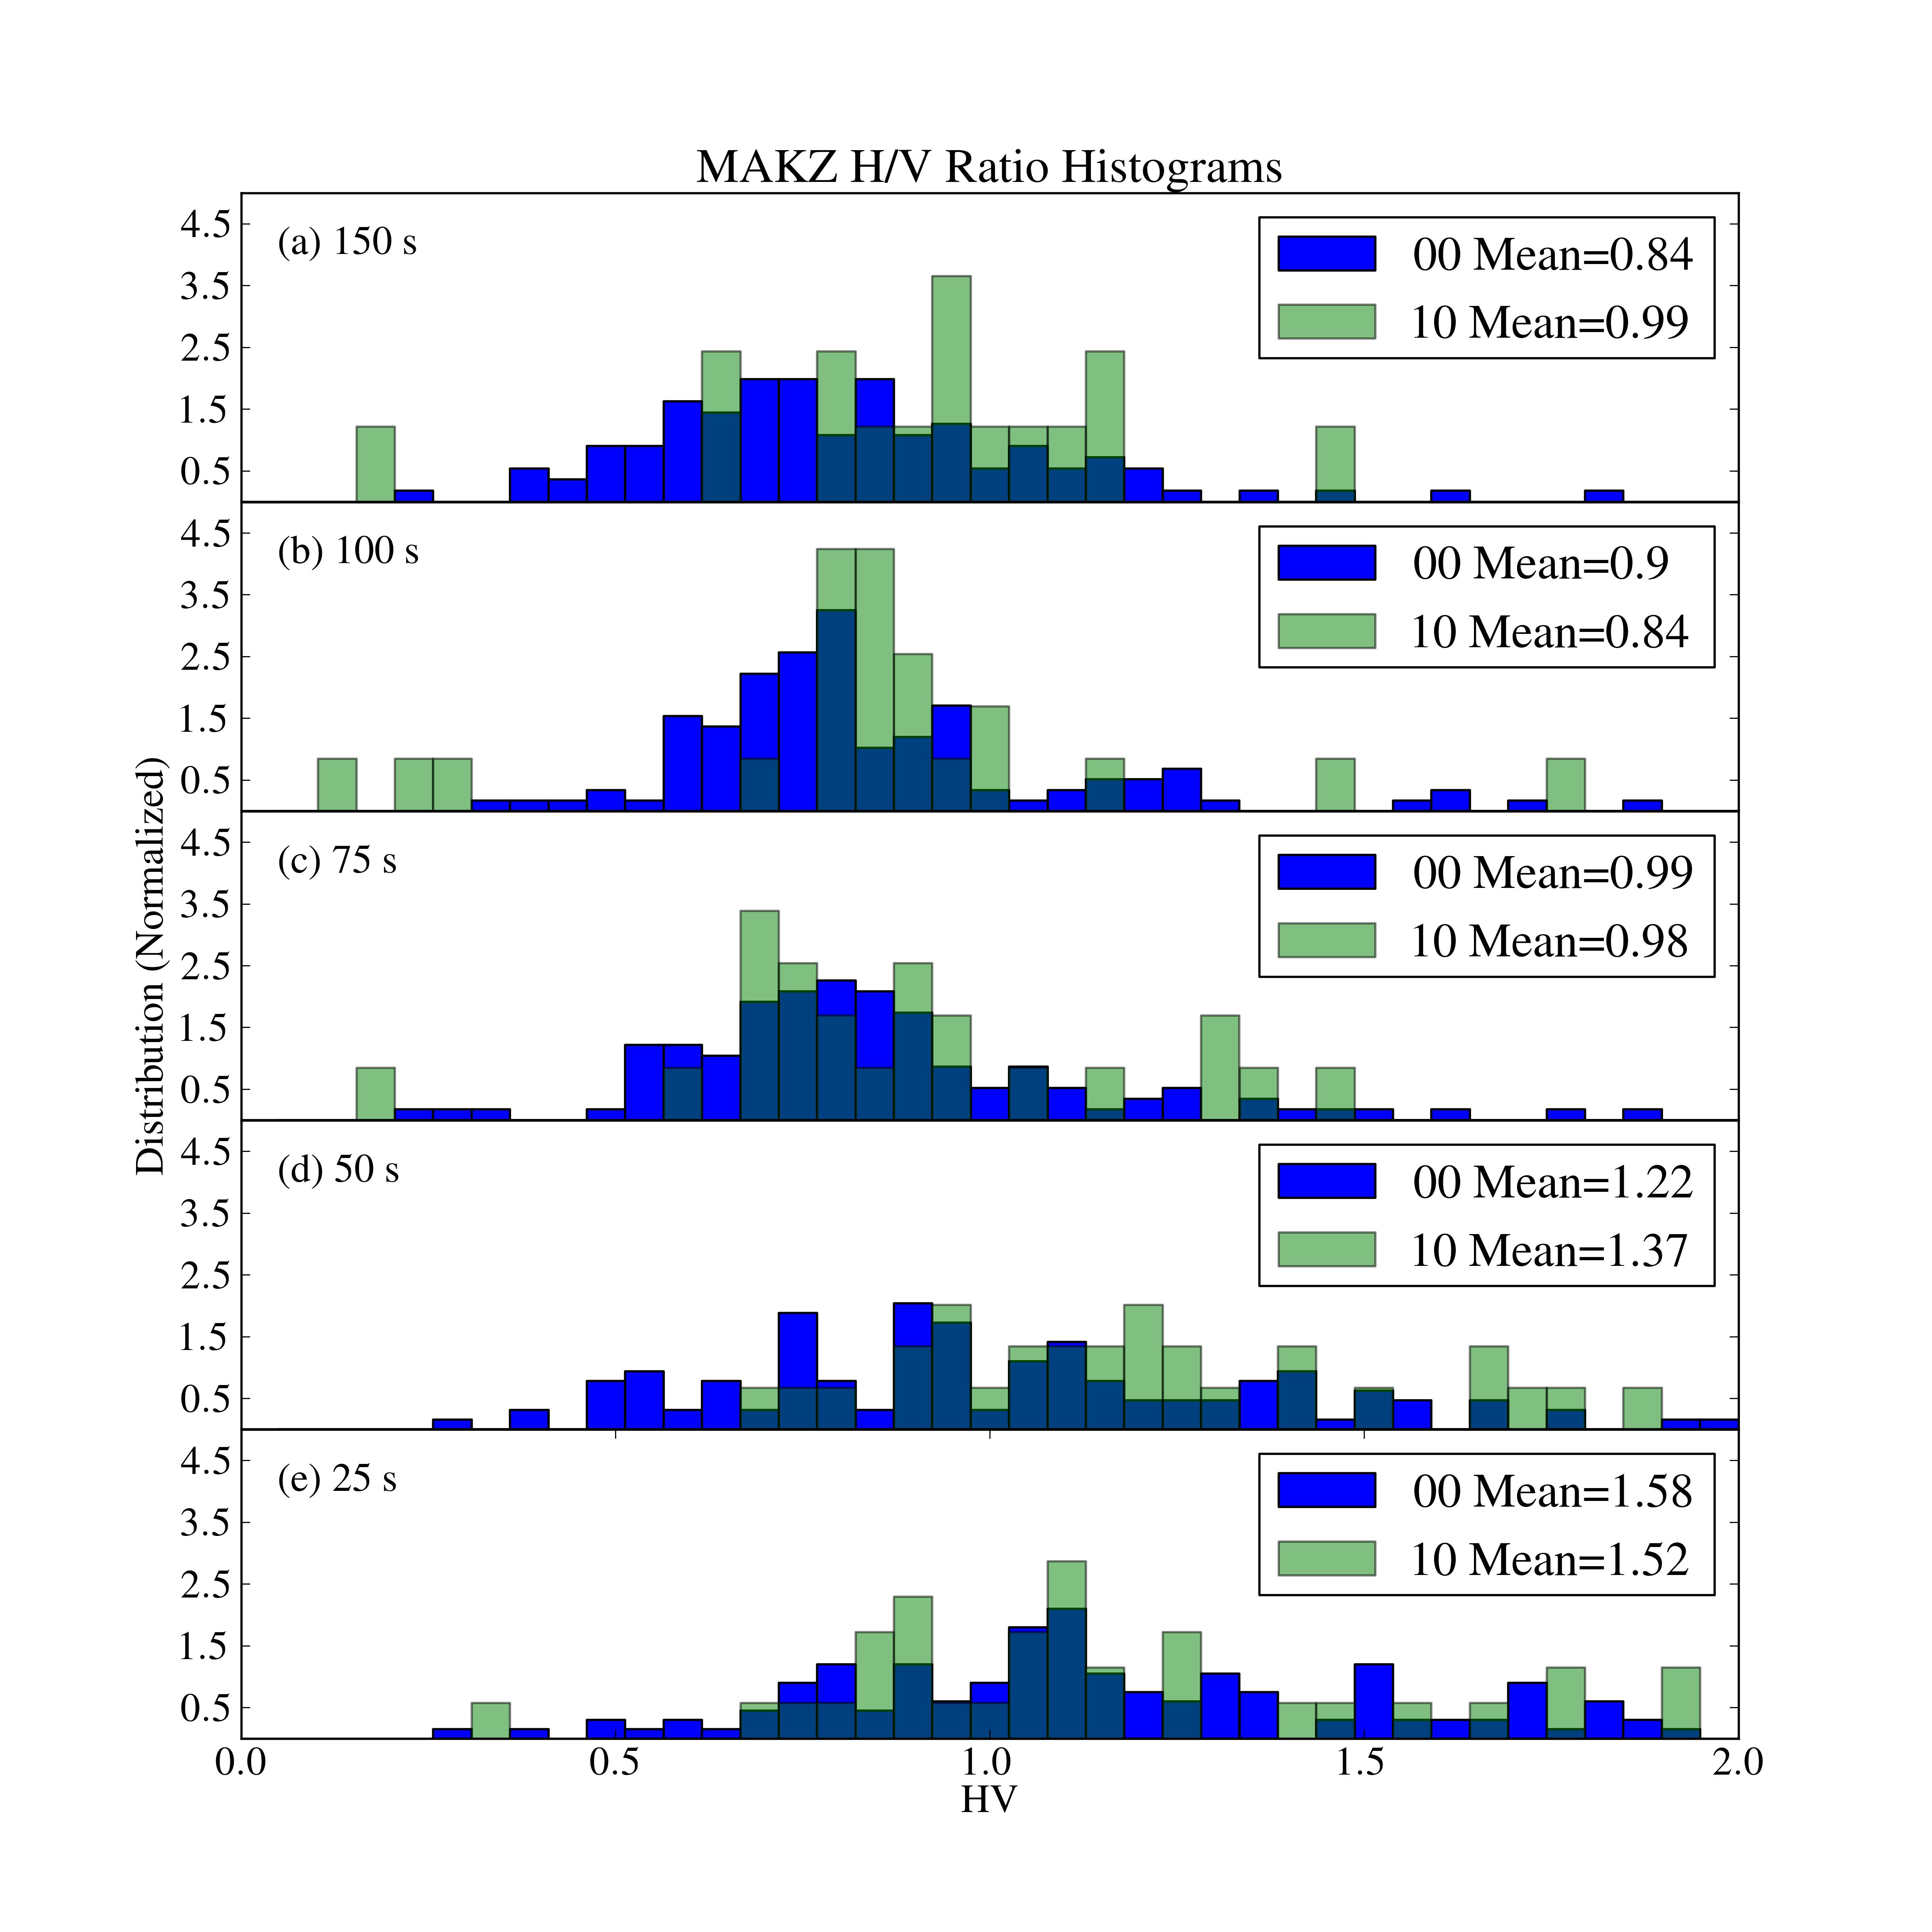 MAKZ H/V Ratio Histograms
Distribution (Normalized)
4.5
3.5
2.5
1.5
0.5
(a) 150 s
00 Mean=0.84
10 Mean=0.99
4.5
3.5
2.5
1.5
0.5
(b) 100 s
00 Mean=0.9
10 Mean=0.84
4.5
3.5
2.5
1.5
0.5
(c) 75 s
00 Mean=0.99
10 Mean=0.98
4.5
3.5
2.5
1.5
0.5
(d) 50 s
00 Mean=1.22
10 Mean=1.37
4.5
3.5
2.5
1.5
0.5
(e) 25 s
00 Mean=1.58
10 Mean=1.52
0.0 0.5 1.0 1.5 2.0
HV